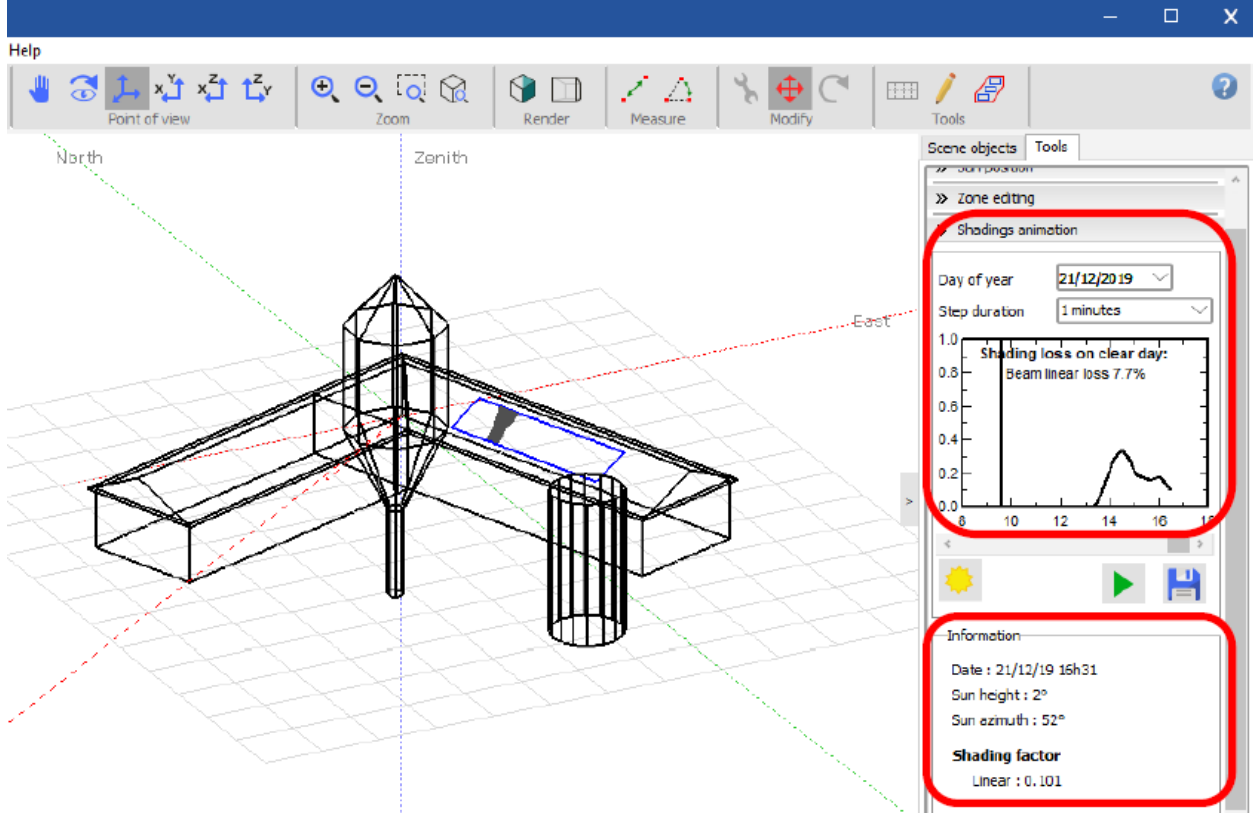 Help
X Y
X Z
Z Y
Point of view
Zoom
Render
Measure
Modify
Tools
?
North
Zenith
East
>
Scene objects
Tools
Sun position
Zone editing
Shadings animation
Day of year
21/12/2019
Step duration
1 minutes
Shading loss on clear day:
Beam linear loss 7.7%
1.0
0.8
0.6
0.4
0.2
0.0
8 10 12 14 16 18
Information
Date : 21/12/19 16h31
Sun height : 2°
Sun azimuth : 52°
Shading factor
Linear : 0.101